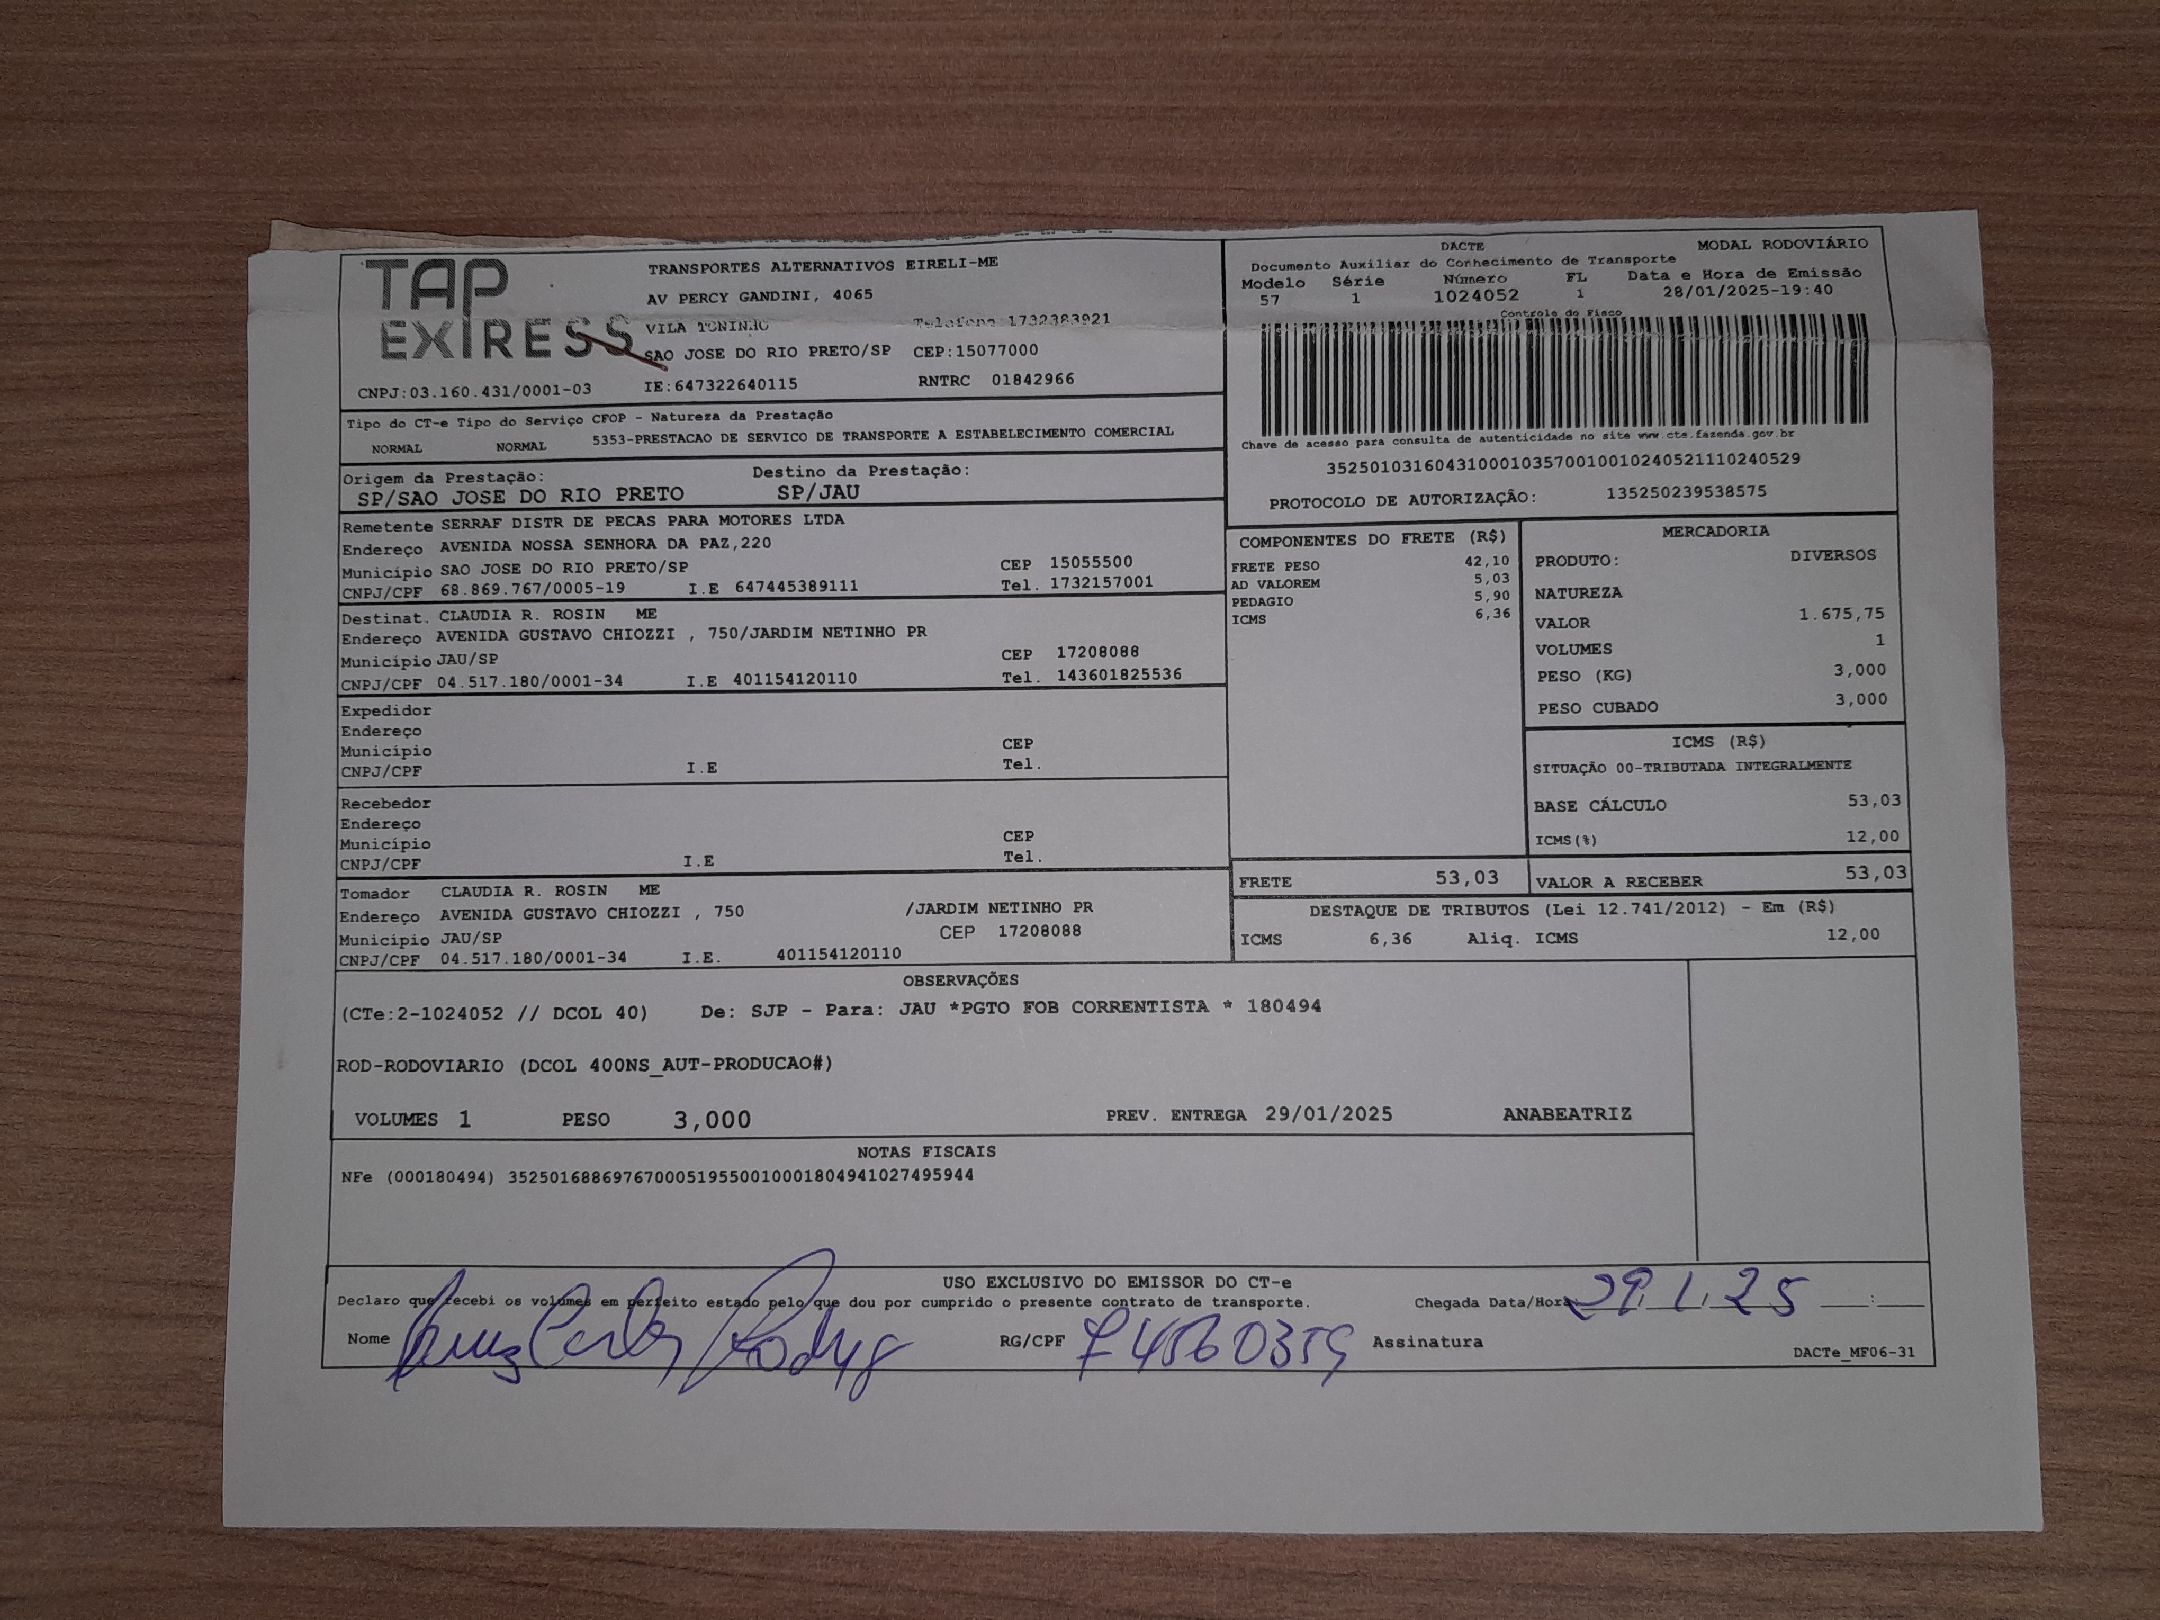 TAP
EXPRESS
TRANSPORTES ALTERNATIVOS EIRELI-ME
AV PERCY GANDINI, 4065
VILA TONINHO Telefone 1732383921
SAO JOSE DO RIO PRETO/SP CEP:15077000
CNPJ:03.160.431/0001-03 IE:647322640115 RNTRC 01842966
DACTE MODAL RODOVIÁRIO
Documento Auxiliar do Conhecimento de Transporte
Modelo Série Número FL Data e Hora de Emissão
57 1 1024052 1 28/01/2025-19:40
Controle do Fisco
Chave de acesso para consulta de autenticidade no site www.cte.fazenda.gov.br
35250103160431000103570010010240521110240529
PROTOCOLO DE AUTORIZAÇÃO: 135250239538575
Tipo do CT-e Tipo do Serviço CFOP - Natureza da Prestação
NORMAL NORMAL 5353-PRESTACAO DE SERVICO DE TRANSPORTE A ESTABELECIMENTO COMERCIAL
Origem da Prestação: Destino da Prestação:
SP/SAO JOSE DO RIO PRETO SP/JAU
Remetente SERRAF DISTR DE PECAS PARA MOTORES LTDA
Endereço AVENIDA NOSSA SENHORA DA PAZ,220
Município SAO JOSE DO RIO PRETO/SP CEP 15055500
CNPJ/CPF 68.869.767/0005-19 I.E 647445389111 Tel. 1732157001
Destinat. CLAUDIA R. ROSIN ME
Endereço AVENIDA GUSTAVO CHIOZZI , 750/JARDIM NETINHO PR
Município JAU/SP CEP 17208088
CNPJ/CPF 04.517.180/0001-34 I.E 401154120110 Tel. 143601825536
Expedidor
Endereço
Município CEP
CNPJ/CPF I.E Tel.
Recebedor
Endereço
Município CEP
CNPJ/CPF I.E Tel.
Tomador CLAUDIA R. ROSIN ME
Endereço AVENIDA GUSTAVO CHIOZZI , 750 /JARDIM NETINHO PR
Município JAU/SP CEP 17208088
CNPJ/CPF 04.517.180/0001-34 I.E. 401154120110
COMPONENTES DO FRETE (R$)
FRETE PESO 42,10
AD VALOREM 5,03
PEDAGIO 5,90
ICMS 6,36
MERCADORIA
PRODUTO: DIVERSOS
NATUREZA
VALOR 1.675,75
VOLUMES 1
PESO (KG) 3,000
PESO CUBADO 3,000
ICMS (R$)
SITUAÇÃO 00-TRIBUTADA INTEGRALMENTE
BASE CÁLCULO 53,03
ICMS(%) 12,00
FRETE 53,03 VALOR A RECEBER 53,03
DESTAQUE DE TRIBUTOS (Lei 12.741/2012) - Em (R$)
ICMS 6,36 Aliq. ICMS 12,00
OBSERVAÇÕES
(CTe:2-1024052 // DCOL 40) De: SJP - Para: JAU *PGTO FOB CORRENTISTA * 180494
ROD-RODOVIARIO (DCOL 400NS_AUT-PRODUCAO#)
VOLUMES 1 PESO 3,000 PREV. ENTREGA 29/01/2025 ANABEATRIZ
NOTAS FISCAIS
NFe (000180494) 35250168869767000519550010001804941027495944
USO EXCLUSIVO DO EMISSOR DO CT-e
Declaro que recebi os volumes em perfeito estado pelo que dou por cumprido o presente contrato de transporte. Chegada Data/Hora 29 1 25 :
Nome RG/CPF Assinatura
DACTe_MF06-31